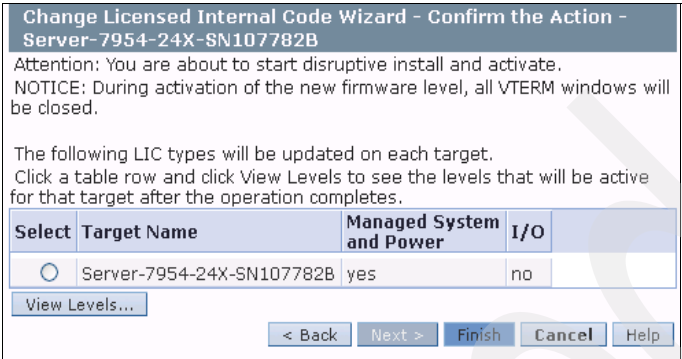 Change Licensed Internal Code Wizard - Confirm the Action -
Server-7954-24X-SN107782B
Attention: You are about to start disruptive install and activate.
NOTICE: During activation of the new firmware level, all VTERM windows will
be closed.
The following LIC types will be updated on each target.
Click a table row and click View Levels to see the levels that will be active
for that target after the operation completes.
Select Target Name Managed System and Power I/O
Server-7954-24X-SN107782B yes no
View Levels...
< Back Next > Finish Cancel Help